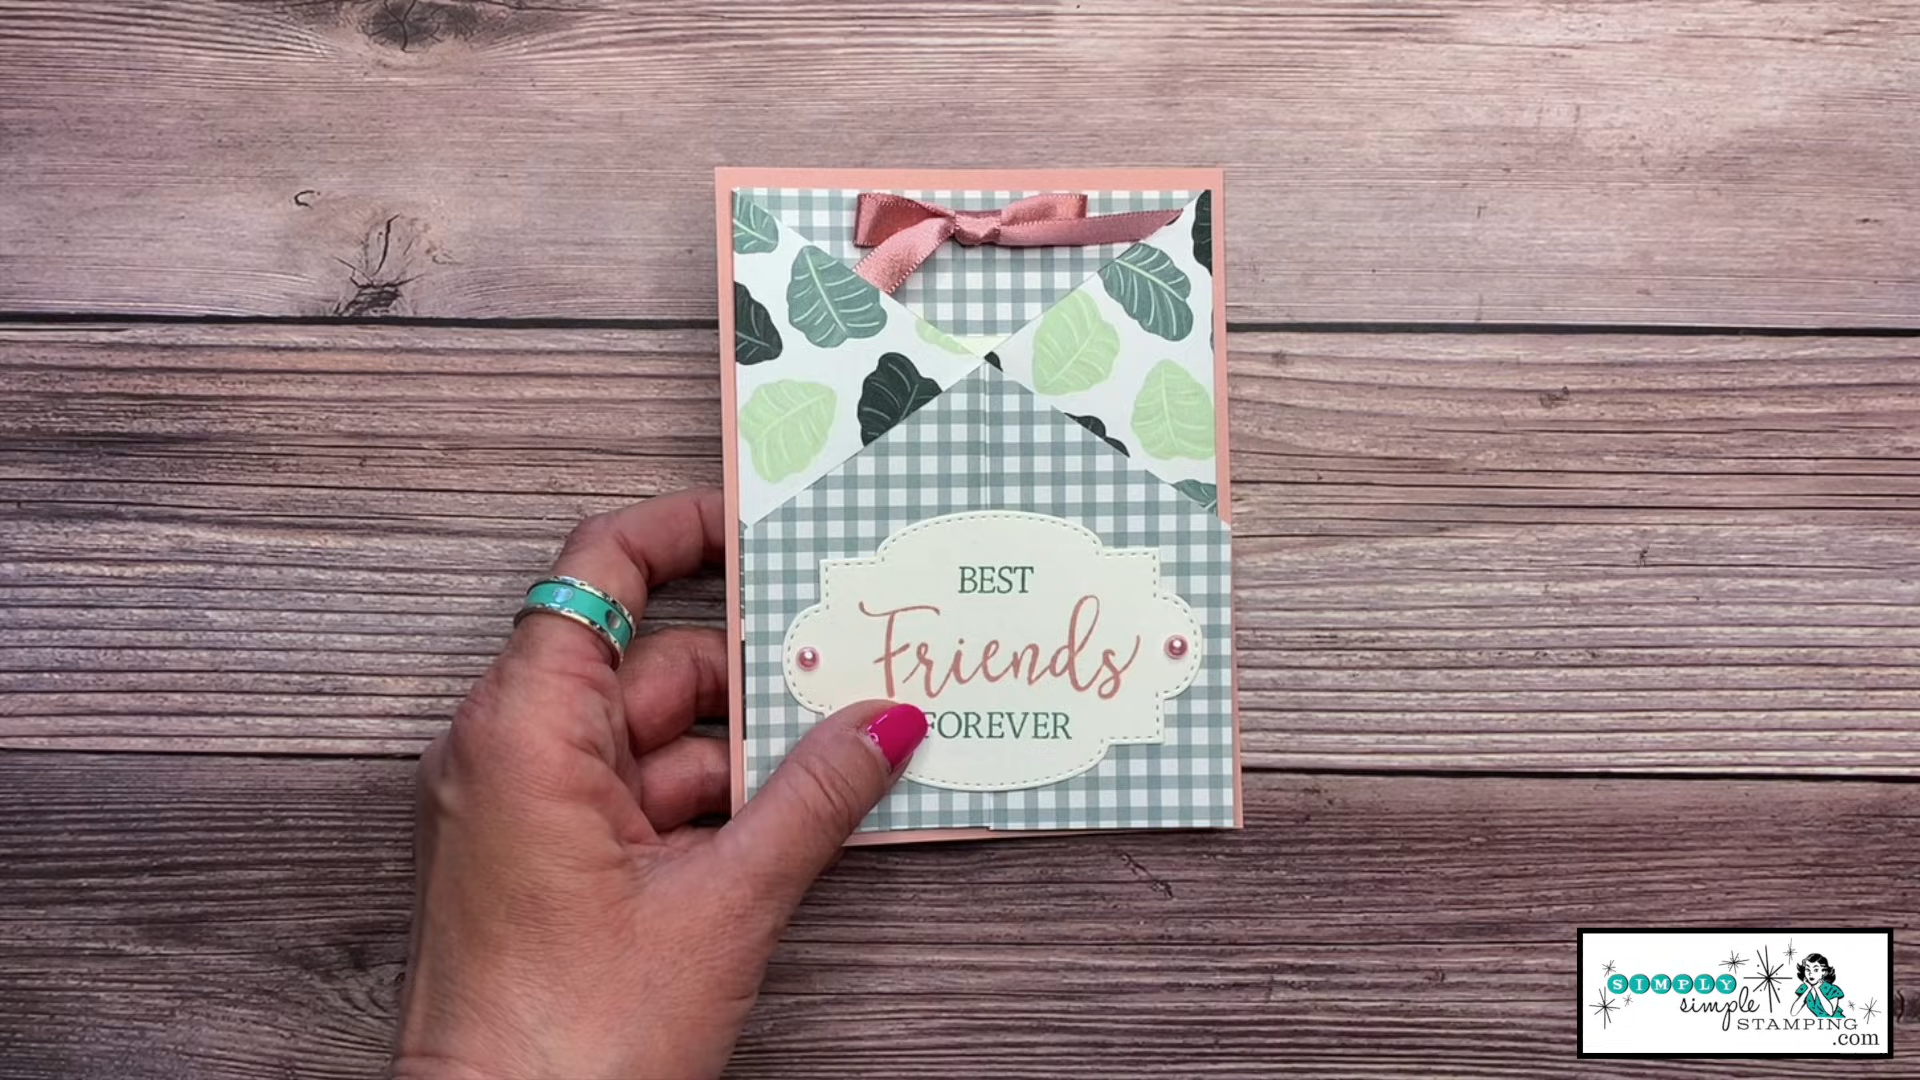 BEST
Friends
FOREVER
SIMPLY
simple
STAMPING
.com